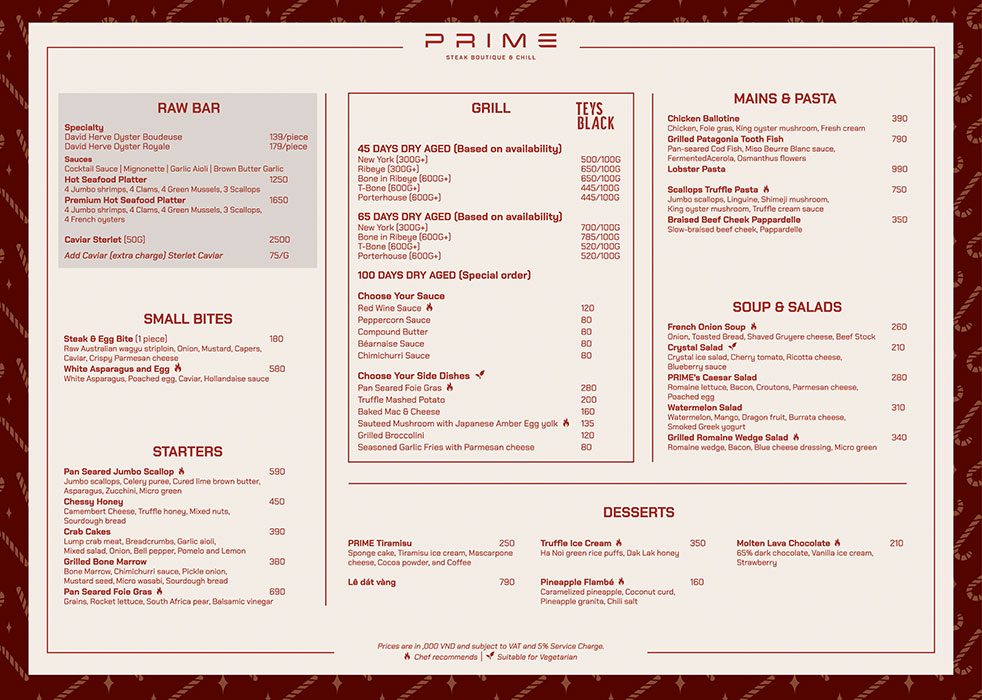 PRIME
STEAK BOUTIQUE & CHILL
RAW BAR
Specialty
David Herve Oyster Boudeuse 139/piece
David Herve Oyster Royale 179/piece
Sauces
Cocktail Sauce | Mignonette | Garlic Aioli | Brown Butter Garlic
Hot Seafood Platter 1250
4 Jumbo shrimps, 4 Clams, 4 Green Mussels, 3 Scallops
Premium Hot Seafood Platter 1650
4 Jumbo shrimps, 4 Clams, 4 Green Mussels, 3 Scallops,
4 French oysters
Caviar Sterlet (50G) 2500
Add Caviar (extra charge) Sterlet Caviar 75/G
SMALL BITES
Steak & Egg Bite (1 piece) 180
Raw Australian wagyu striploin, Onion, Mustard, Capers,
Caviar, Crispy Parmesan cheese
White Asparagus and Egg 580
White Asparagus, Poached egg, Caviar, Hollandaise sauce
STARTERS
Pan Seared Jumbo Scallop 590
Jumbo scallops, Celery puree, Cured lime brown butter,
Asparagus, Zucchini, Micro green
Chessy Honey 450
Camembert Cheese, Truffle honey, Mixed nuts,
Sourdough bread
Crab Cakes 390
Lump crab meat, Breadcrumbs, Garlic aioli,
Mixed salad, Onion, Bell pepper, Pomelo and Lemon
Grilled Bone Marrow 380
Bone Marrow, Chimichurri sauce, Pickle onion,
Mustard seed, Micro wasabi, Sourdough bread
Pan Seared Foie Gras 690
Grains, Rocket lettuce, South Africa pear, Balsamic vinegar
GRILL
TEYS
BLACK
45 DAYS DRY AGED (Based on availability)
New York (300G+) 500/100G
Ribeye (300G+) 650/100G
Bone in Ribeye (600G+) 650/100G
T-Bone (600G+) 445/100G
Porterhouse (600G+) 445/100G
65 DAYS DRY AGED (Based on availability)
New York (300G+) 700/100G
Bone in Ribeye (600G+) 785/100G
T-Bone (600G+) 520/100G
Porterhouse (600G+) 520/100G
100 DAYS DRY AGED (Special order)
Choose Your Sauce
Red Wine Sauce 120
Peppercorn Sauce 80
Compound Butter 80
Béarnaise Sauce 80
Chimichurri Sauce 80
Choose Your Side Dishes
Pan Seared Foie Gras 280
Truffle Mashed Potato 200
Baked Mac & Cheese 160
Sauteed Mushroom with Japanese Amber Egg yolk 135
Grilled Broccolini 120
Seasoned Garlic Fries with Parmesan cheese 80
MAINS & PASTA
Chicken Ballotine 390
Chicken, Foie gras, King oyster mushroom, Fresh cream
Grilled Patagonia Tooth Fish 790
Pan-seared Cod Fish, Miso Beurre Blanc sauce,
FermentedAcerola, Osmanthus flowers
Lobster Pasta 990
Scallops Truffle Pasta 750
Jumbo scallops, Linguine, Shimeji mushroom,
King oyster mushroom, Truffle cream sauce
Braised Beef Cheek Pappardelle 350
Slow-braised beef cheek, Pappardelle
SOUP & SALADS
French Onion Soup 260
Onion, Toasted Bread, Shaved Gruyere cheese, Beef Stock
Crystal Salad 210
Crystal ice salad, Cherry tomato, Ricotta cheese,
Blueberry sauce
PRIME's Caesar Salad 280
Romaine lettuce, Bacon, Croutons, Parmesan cheese,
Poached egg
Watermelon Salad 310
Watermelon, Mango, Dragon fruit, Burrata cheese,
Smoked Greek yogurt
Grilled Romaine Wedge Salad 340
Romaine wedge, Bacon, Blue cheese dressing, Micro green
DESSERTS
PRIME Tiramisu 250
Sponge cake, Tiramisu ice cream, Mascarpone
cheese, Cocoa powder, and Coffee
Lê dát vàng 790
Truffle Ice Cream 350
Ha Noi green rice puffs, Dak Lak honey
Pineapple Flambé 160
Caramelized pineapple, Coconut curd,
Pineapple granita, Chili salt
Molten Lava Chocolate 210
65% dark chocolate, Vanilla ice cream,
Strawberry
Prices are in ,000 VND and subject to VAT and 5% Service Charge.
Chef recommends | Suitable for Vegetarian